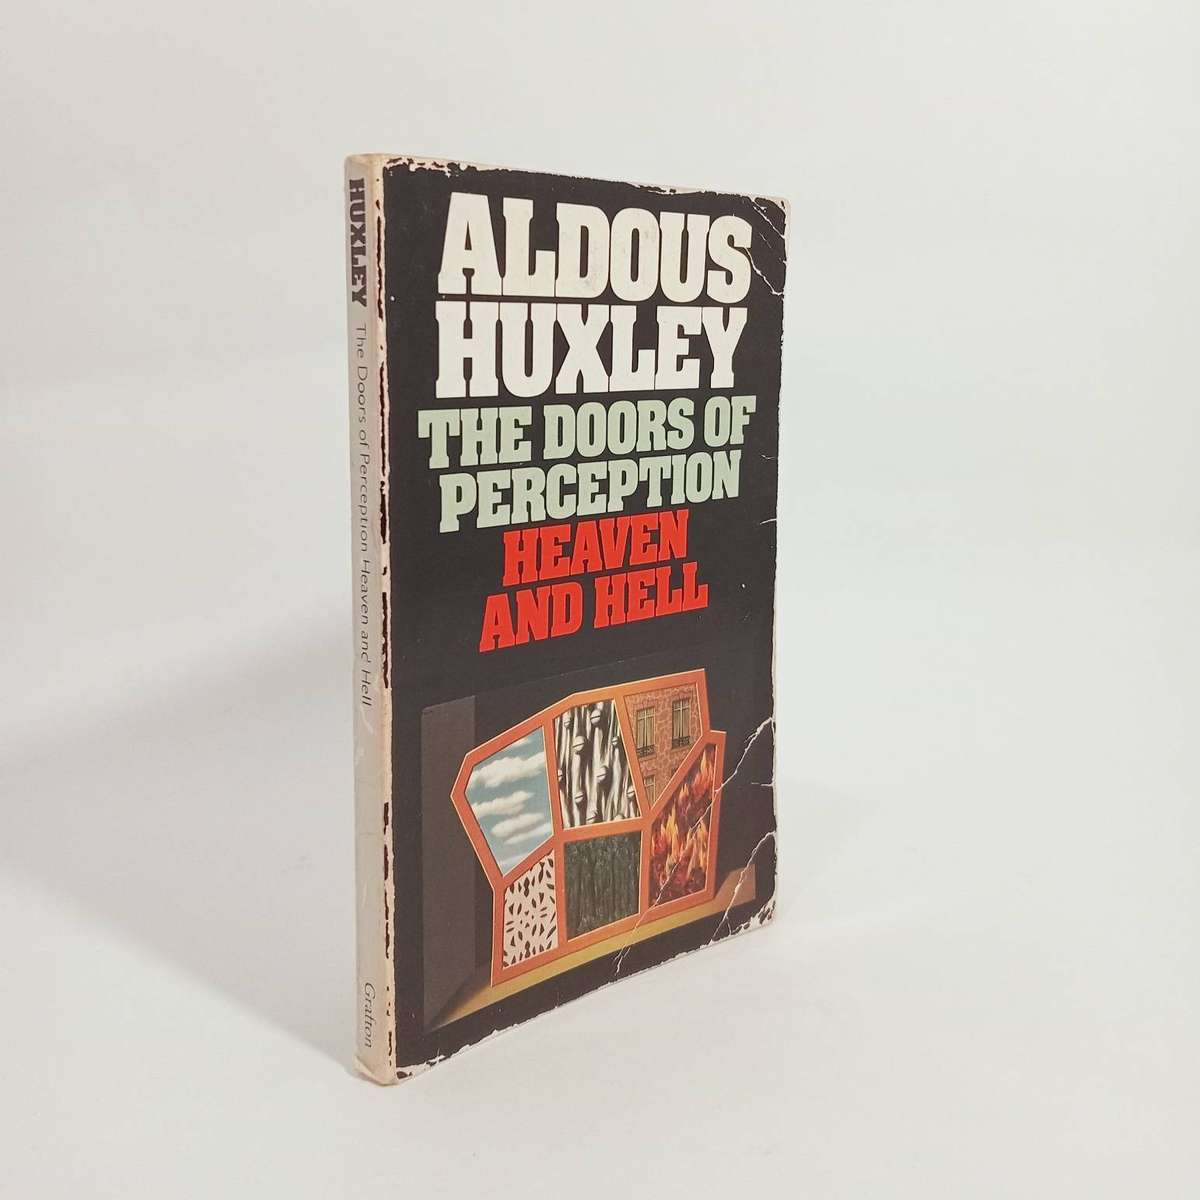 HUXLEY The Doors of Perception Heaven and Hell Grafton
ALDOUS
HUXLEY
THE DOORS OF
PERCEPTION
HEAVEN
AND HELL